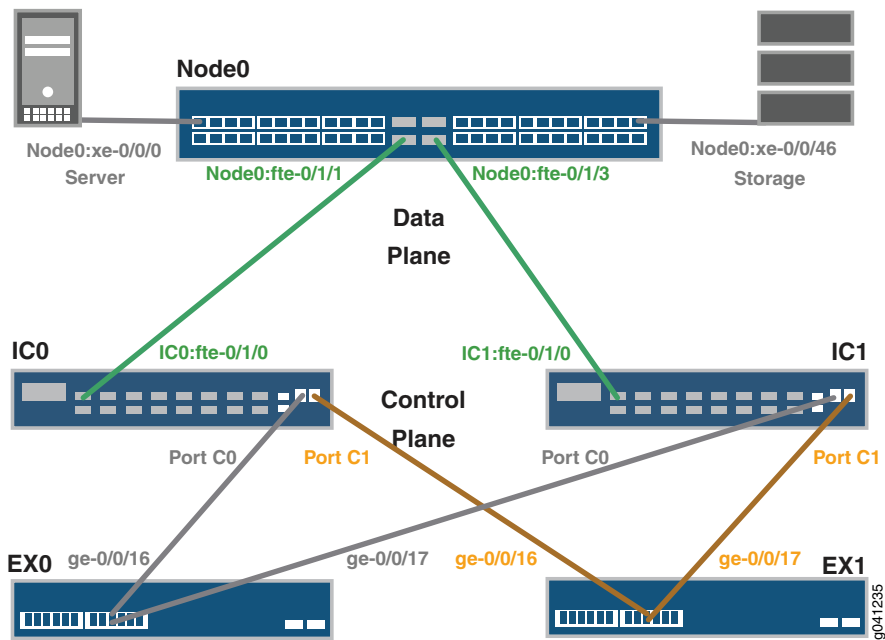 Node0
Node0:xe-0/0/0
Server
Node0:fte-0/1/1
Node0:fte-0/1/3
Node0:xe-0/0/46
Storage
Data
Plane
IC0
IC0:fte-0/1/0
IC1:fte-0/1/0
IC1
Control
Plane
Port C0
Port C1
Port C0
Port C1
EX0
ge-0/0/16
ge-0/0/17
ge-0/0/16
ge-0/0/17
EX1
g041235